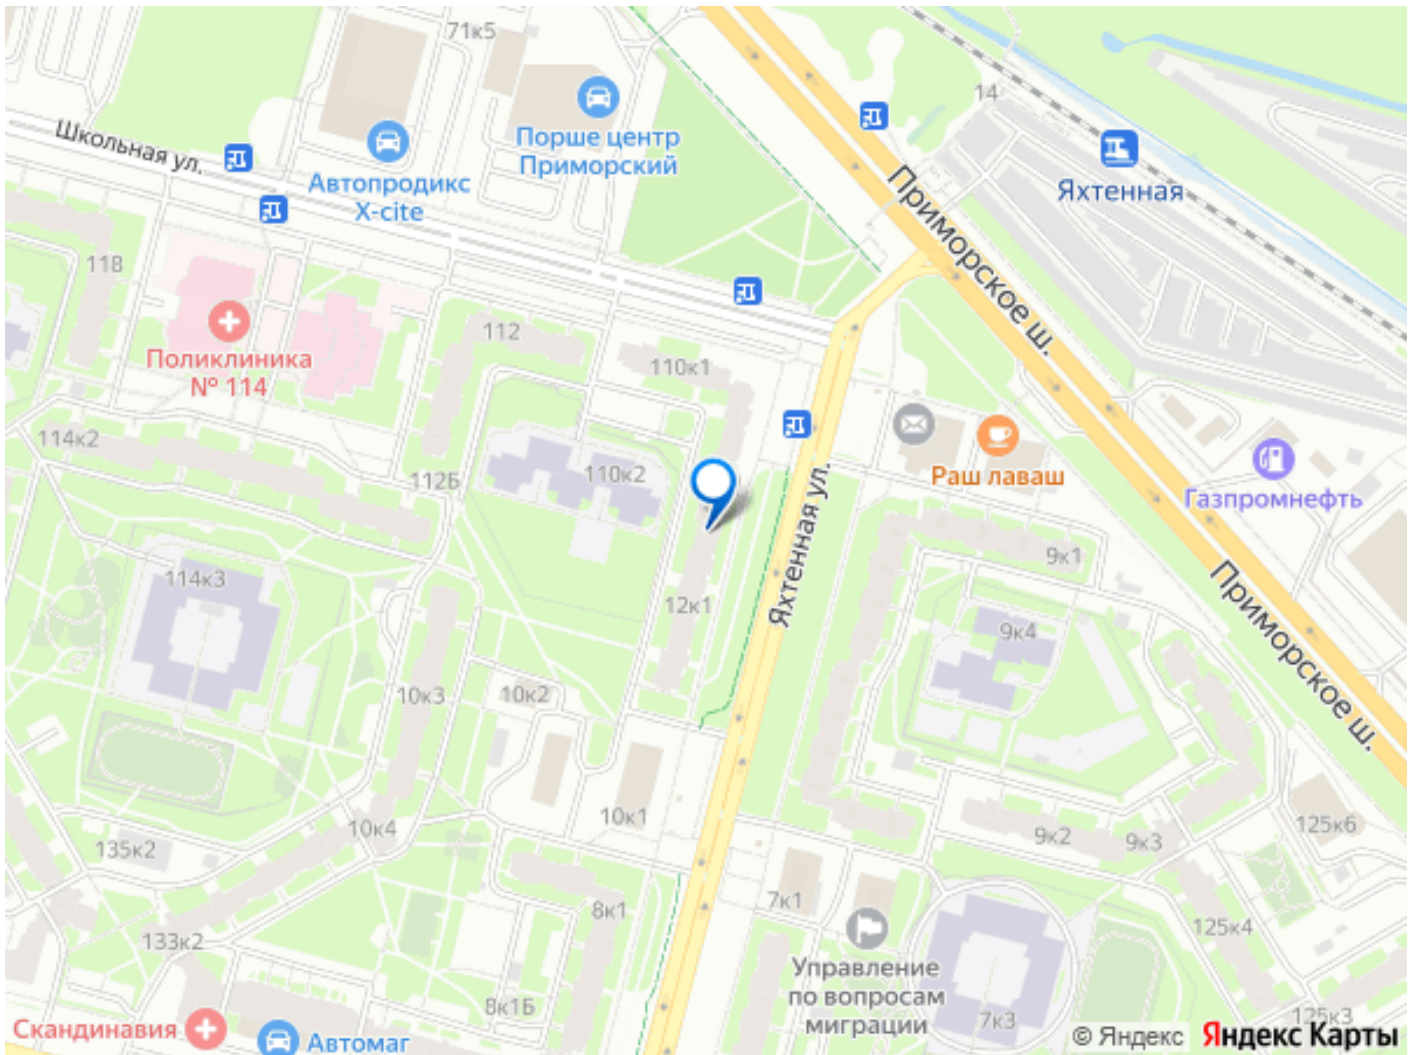 71к5
14
Порше центр
Приморский
Школьная ул.
Автопродикс
X-cite
Яхтенная
Приморское ш.
118
112
Поликлиника
№ 114
110к1
114к2
112Б
110к2
Раш лаваш
Газпромнефть
Яхтенная ул.
9к1
114к3
12к1
9к4
Приморское ш.
10к3
10к2
10к1
10к4
135к2
9к2
9к3
125к6
7к1
8к1
133к2
125к4
Управление
по вопросам
миграции
8к1Б
7к3
125к3
Скандинавия
Автомаг
© Яндекс Яндекс Карты